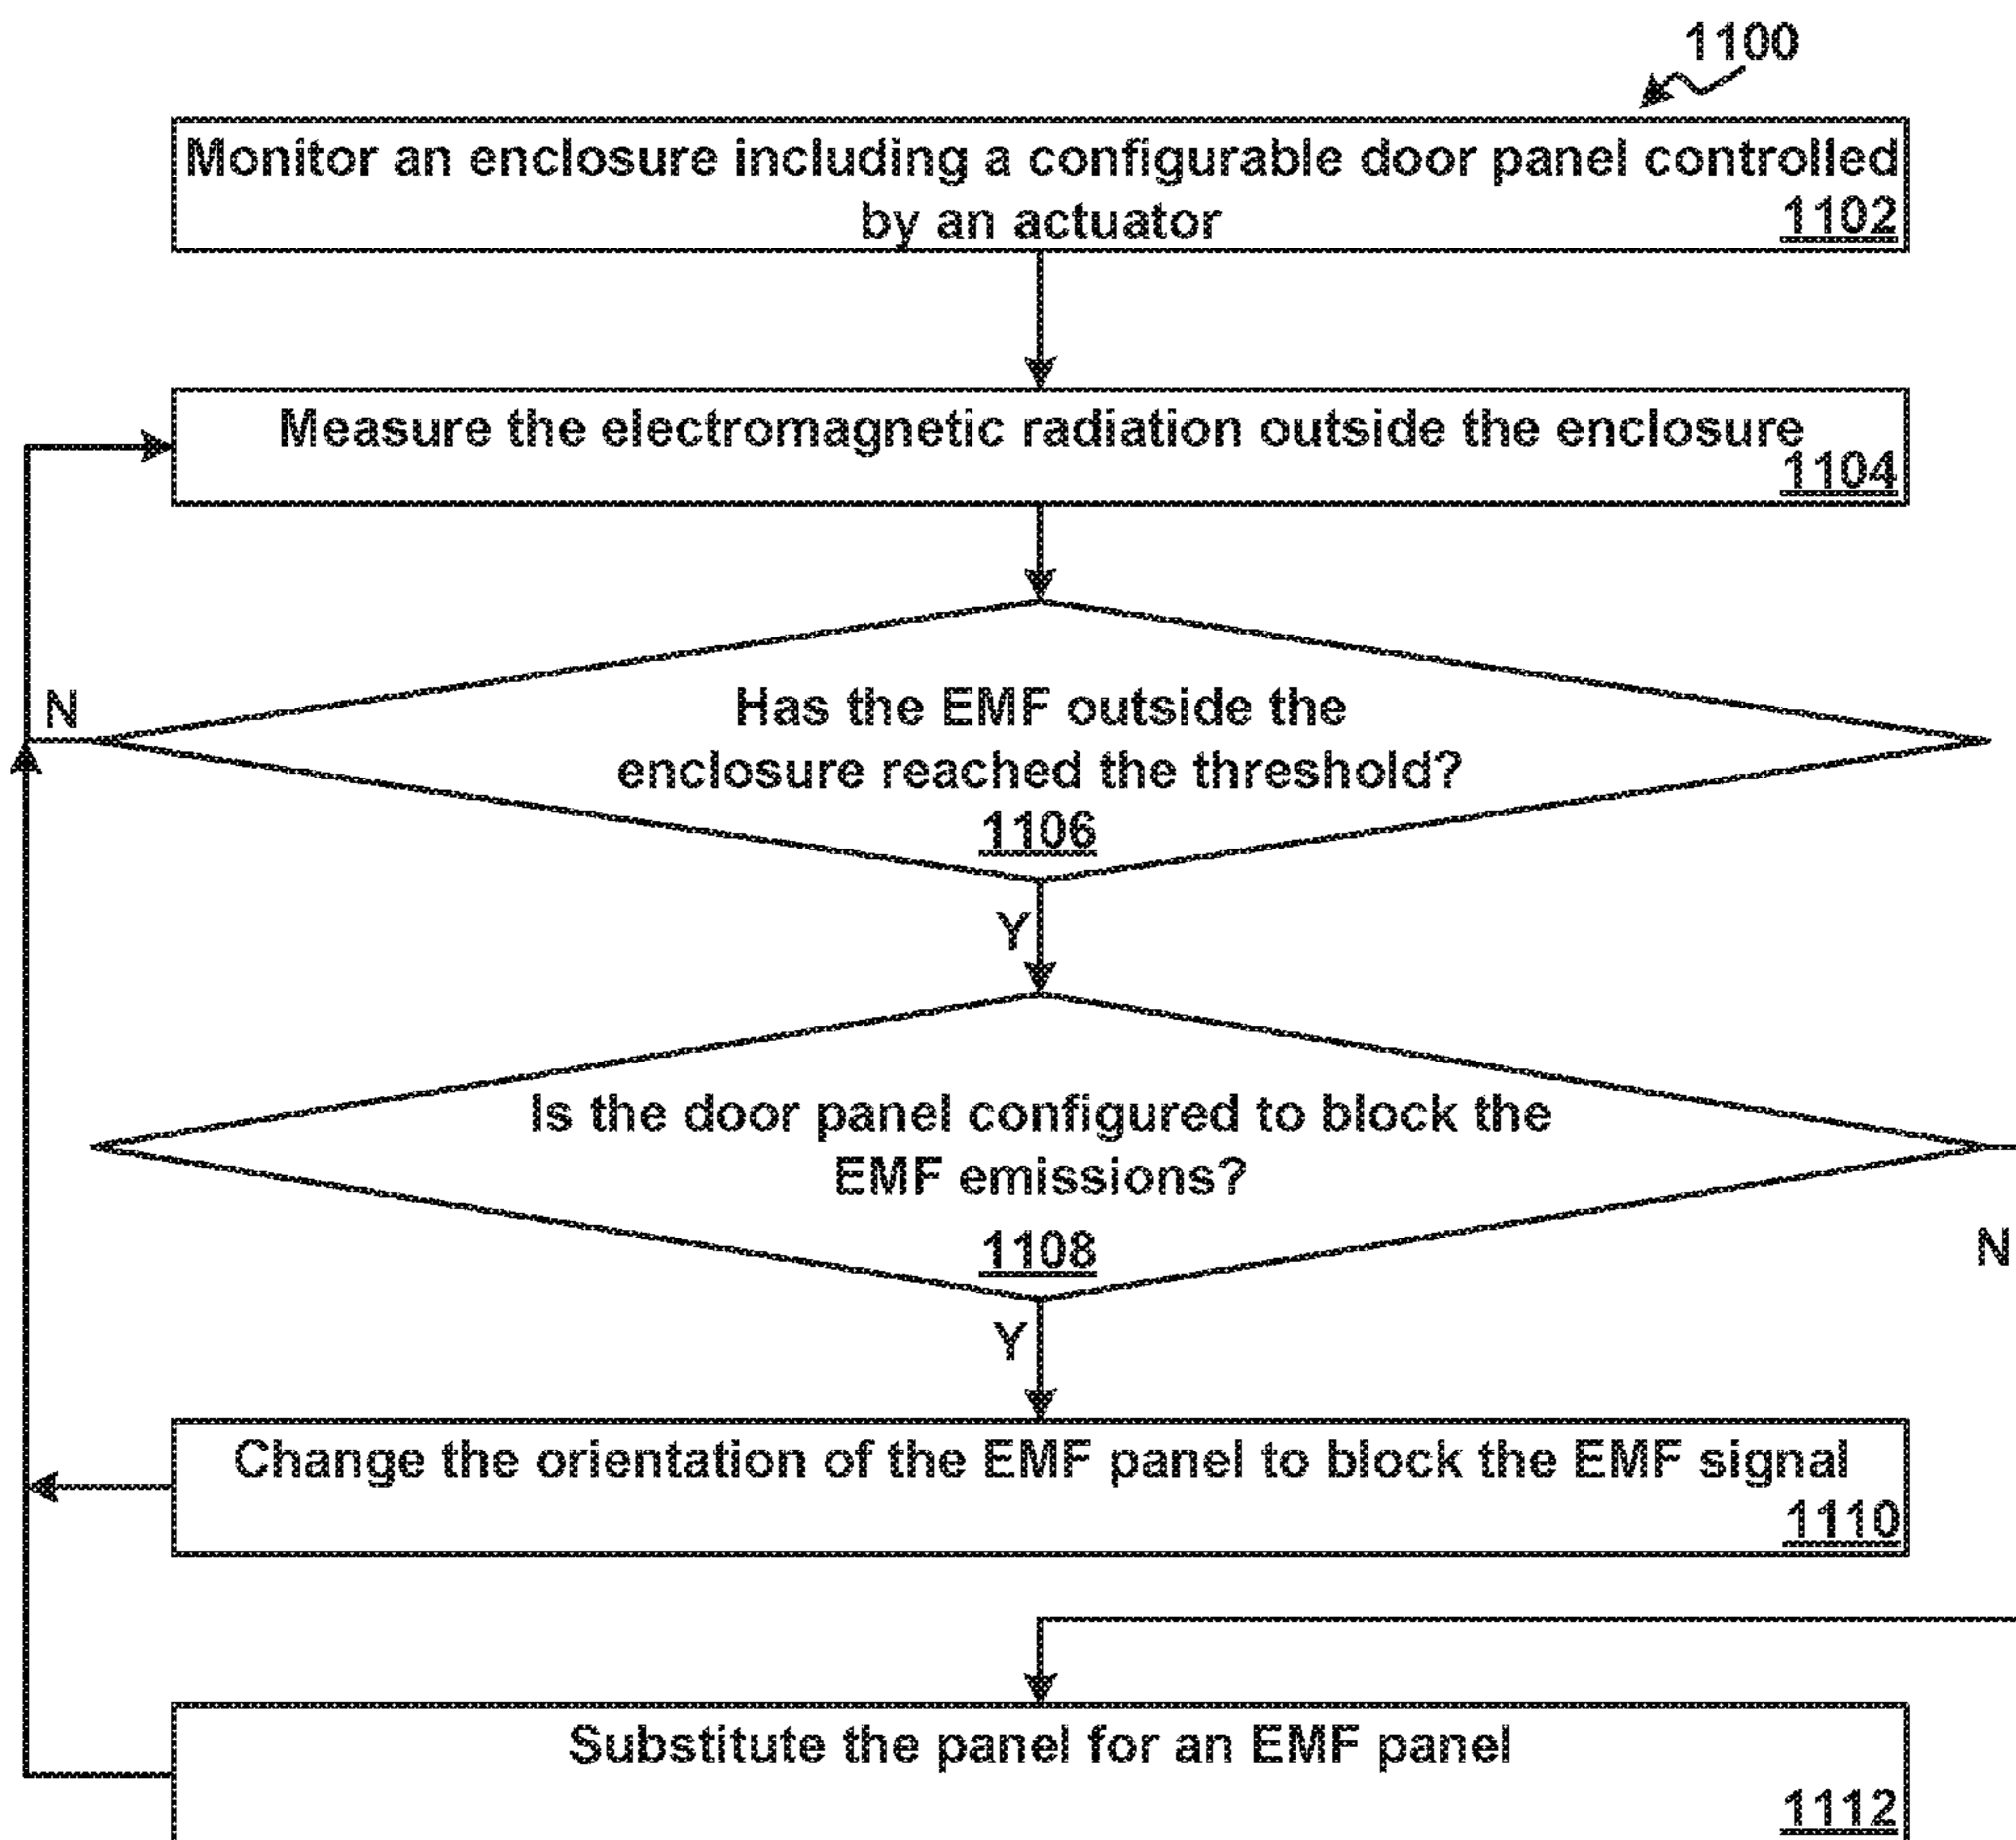 1100
Monitor an enclosure including a configurable door panel controlled
by an actuator
1102
Measure the electromagnetic radiation outside the enclosure
1104
N
Has the EMF outside the
enclosure reached the threshold?
1106
Y
Is the door panel configured to block the
EMF emissions?
1108
N
Y
Change the orientation of the EMF panel to block the EMF signal
1110
Substitute the panel for an EMF panel
1112